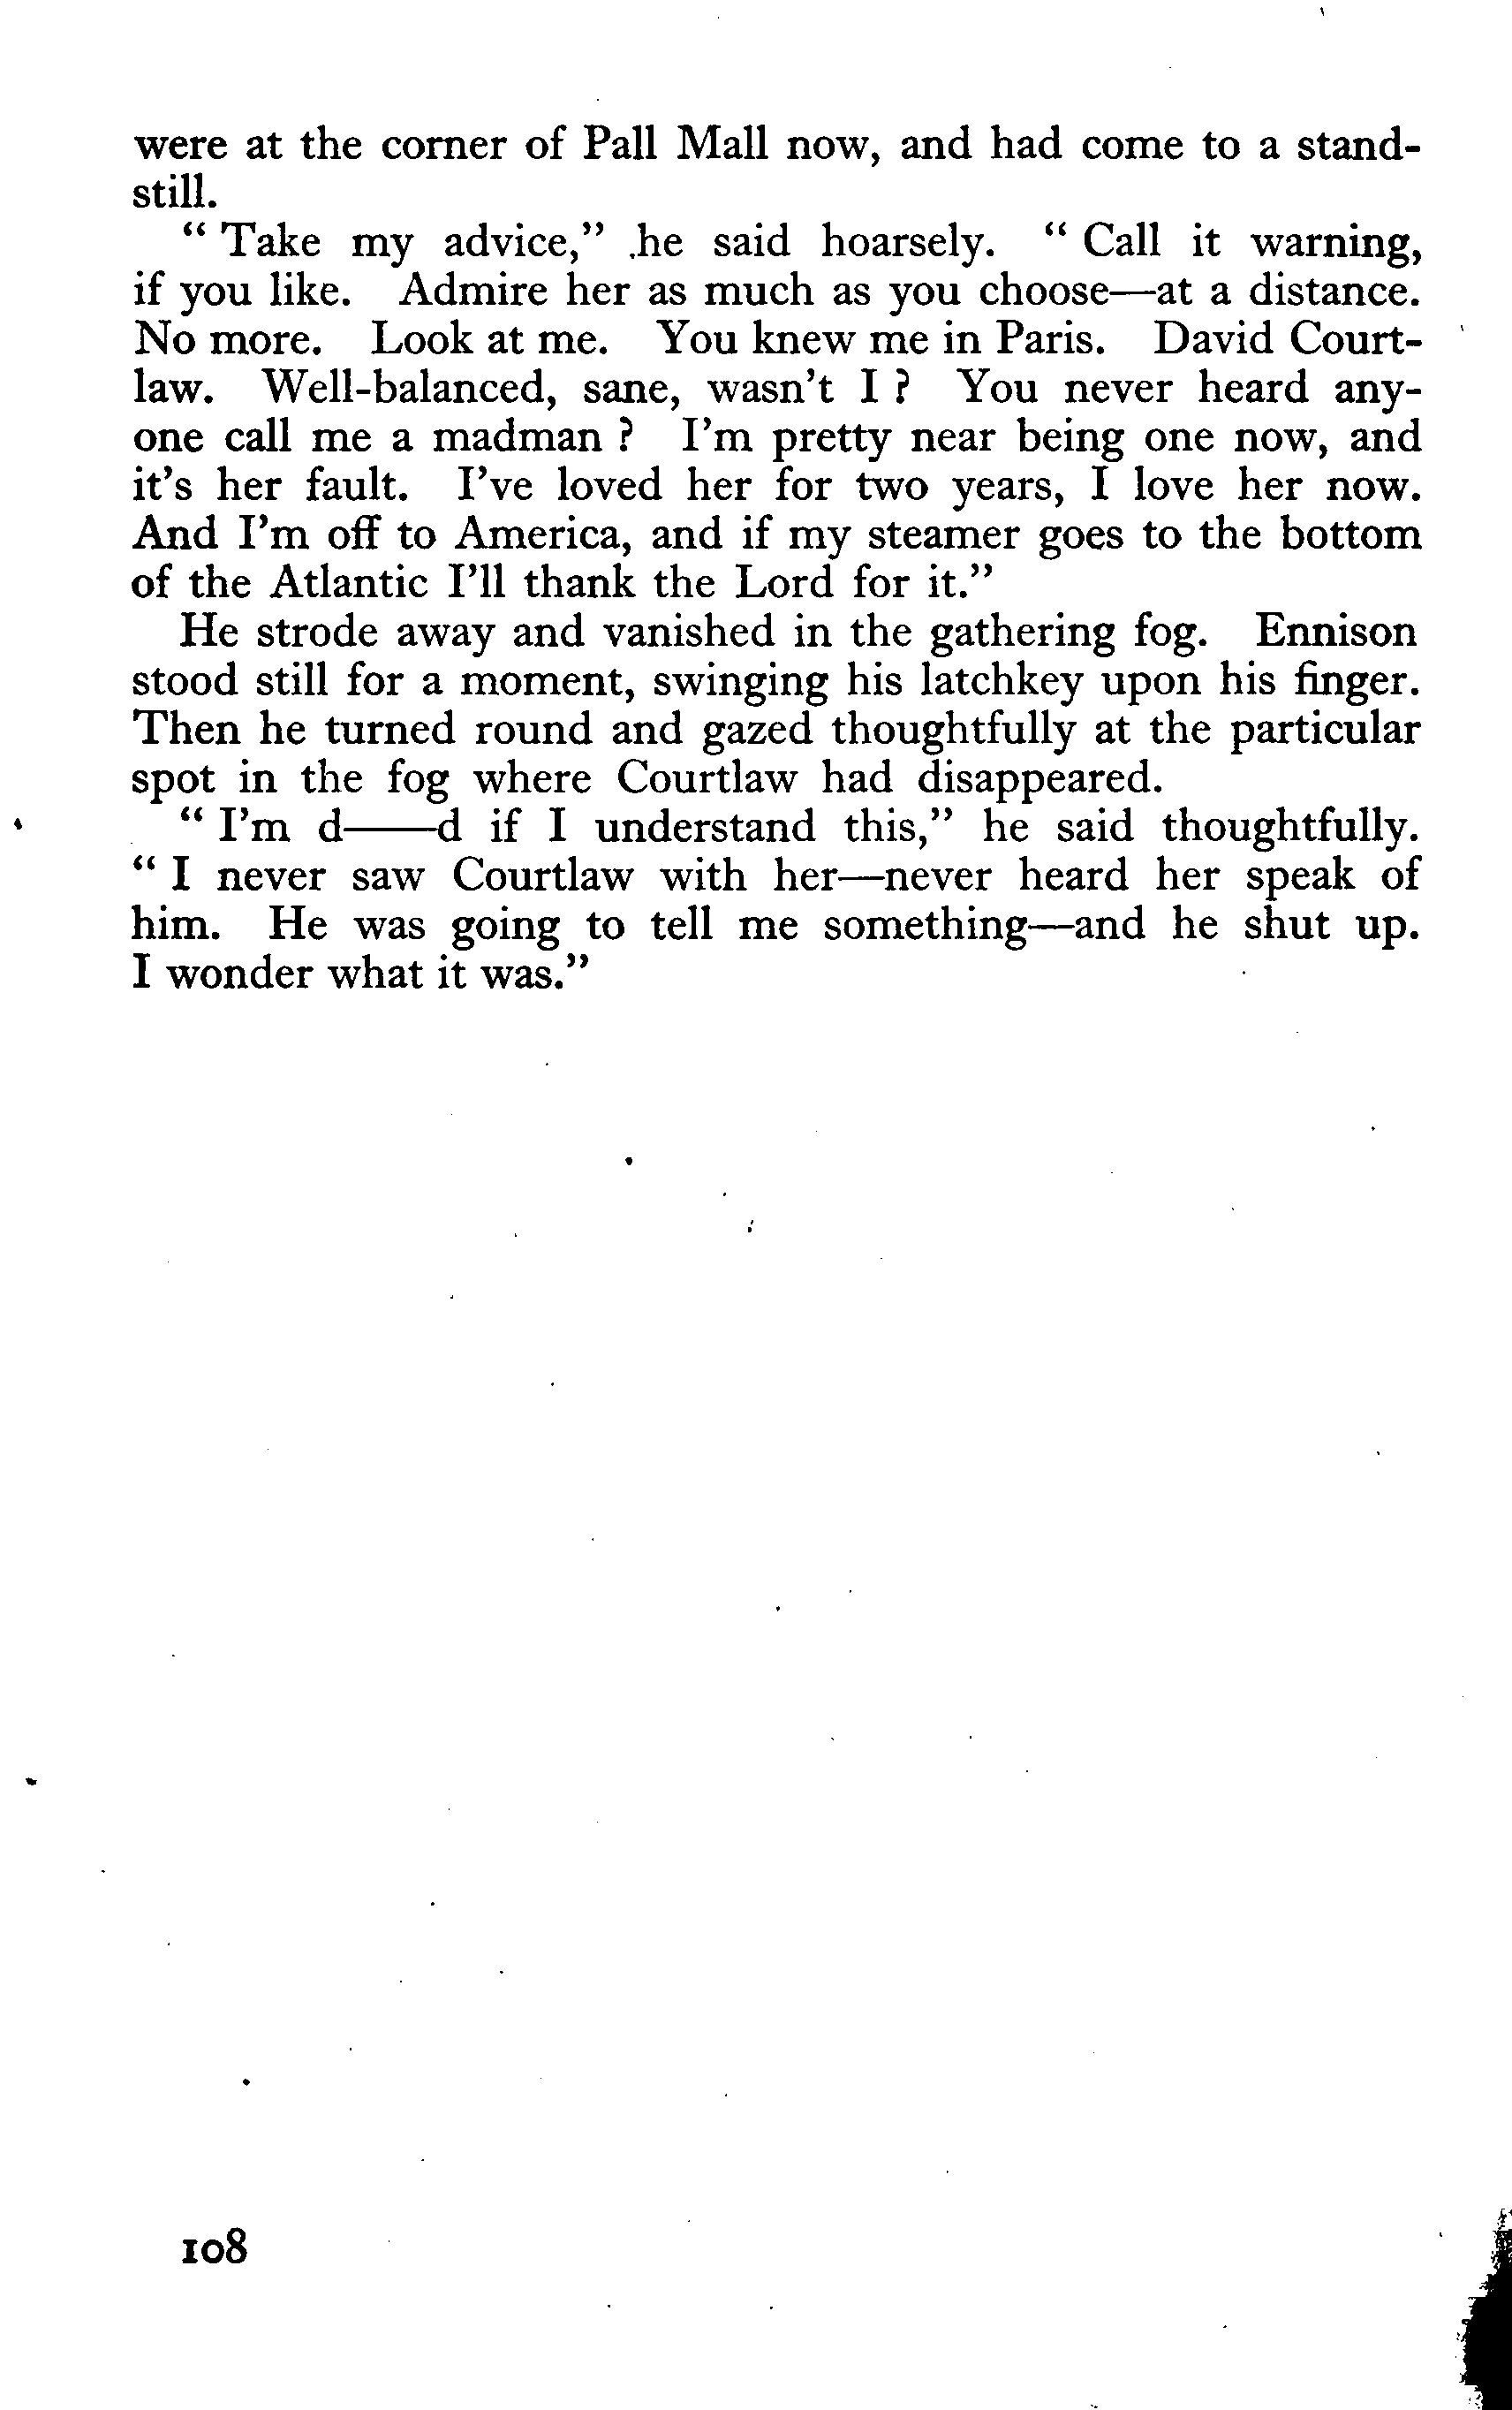 were at the corner of Pall Mall now, and had come to a stand-
still.
“ Take my advice,” he said hoarsely. “ Call it warning,
if you like. Admire her as much as you choose—at a distance.
No more. Look at me. You knew me in Paris. David Court-
law. Well-balanced, sane, wasn’t I ? You never heard any-
one call me a madman ? I’m pretty near being one now, and
it’s her fault. I’ve loved her for two years, I love her now.
And I’m off to America, and if my steamer goes to the bottom
of the Atlantic I’ll thank the Lord for it.”
He strode away and vanished in the gathering fog. Ennison
stood still for a moment, swinging his latchkey upon his finger.
Then he turned round and gazed thoughtfully at the particular
spot in the fog where Courtlaw had disappeared.
“ I’m d——d if I understand this,” he said thoughtfully.
“ I never saw Courtlaw with her—never heard her speak of
him. He was going to tell me something—and he shut up.
I wonder what it was.”
108